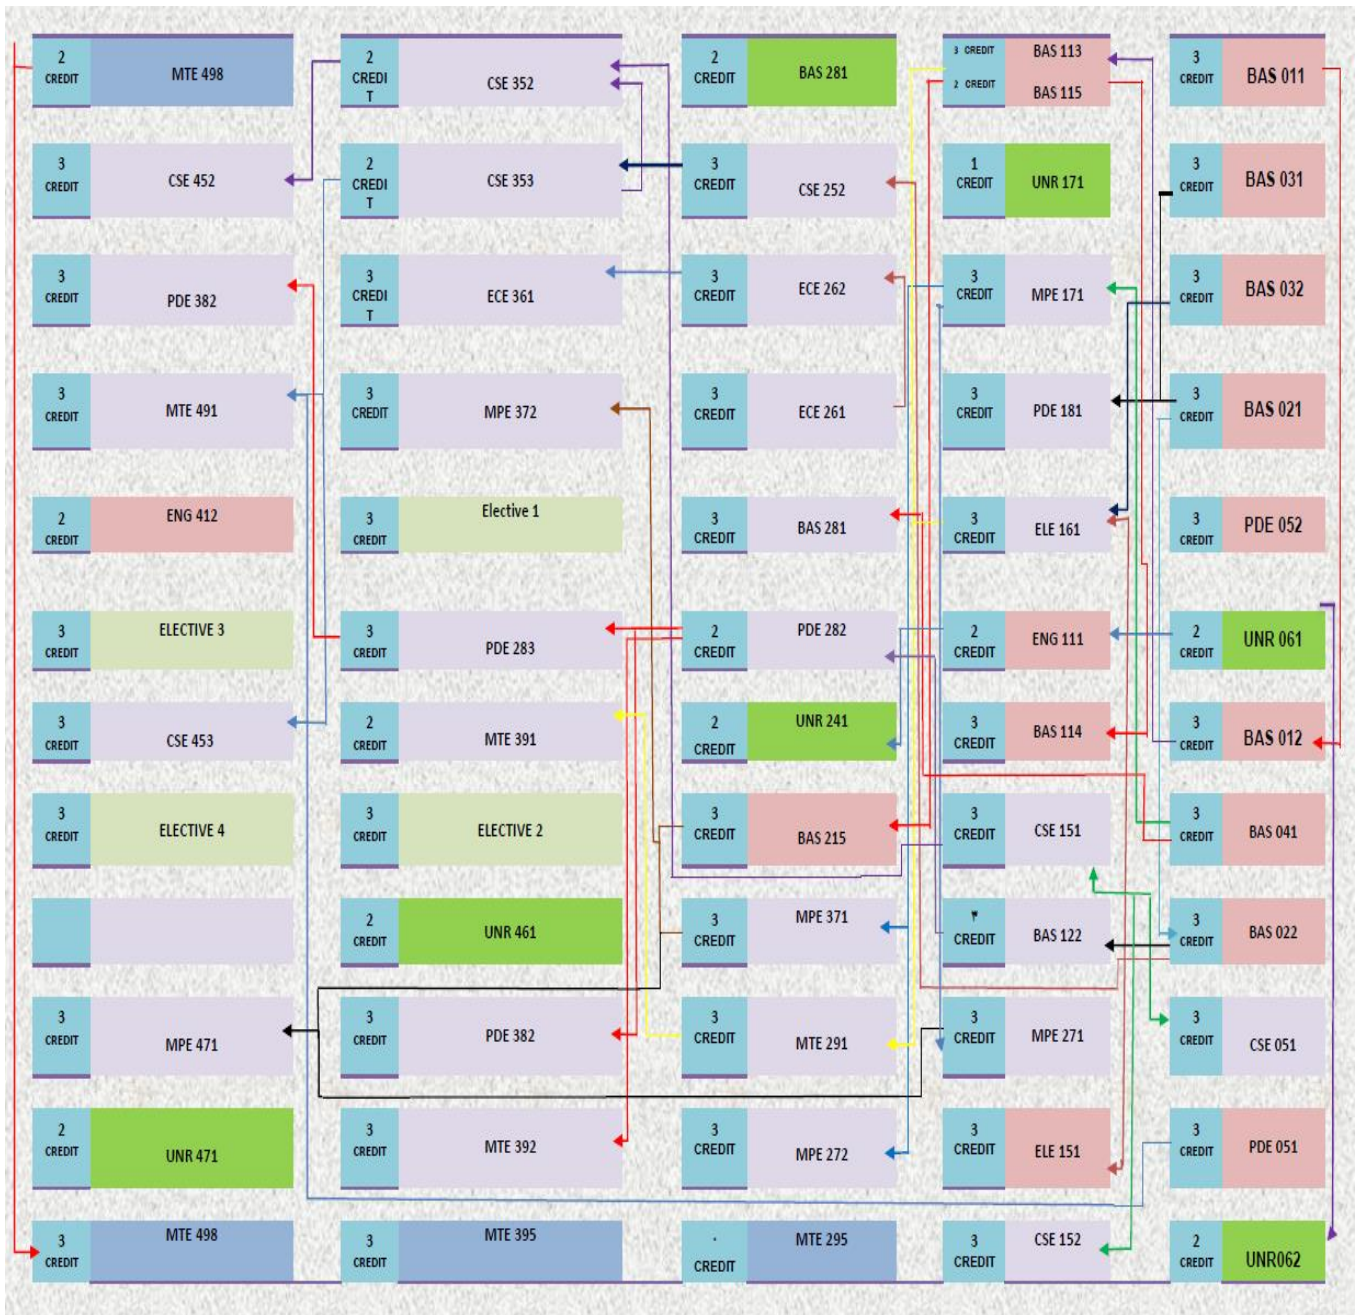 2
CREDIT
MTE 498
2
CREDI
T
CSE 352
2
CREDIT
BAS 281
3 CREDIT
BAS 113
2 CREDIT
BAS 115
3
CREDIT
BAS 011
3
CREDIT
CSE 452
2
CREDI
T
CSE 353
3
CREDIT
CSE 252
1
CREDIT
UNR 171
3
CREDIT
BAS 031
3
CREDIT
PDE 382
3
CREDI
T
ECE 361
3
CREDIT
ECE 262
3
CREDIT
MPE 171
3
CREDIT
BAS 032
3
CREDIT
MTE 491
3
CREDIT
MPE 372
3
CREDIT
ECE 261
3
CREDIT
PDE 181
3
CREDIT
BAS 021
2
CREDIT
ENG 412
3
CREDIT
Elective 1
3
CREDIT
BAS 281
3
CREDIT
ELE 161
3
CREDIT
PDE 052
3
CREDIT
ELECTIVE 3
3
CREDIT
PDE 283
2
CREDIT
PDE 282
2
CREDIT
ENG 111
2
CREDIT
UNR 061
3
CREDIT
CSE 453
2
CREDIT
MTE 391
2
CREDIT
UNR 241
3
CREDIT
BAS 114
3
CREDIT
BAS 012
3
CREDIT
ELECTIVE 4
3
CREDIT
ELECTIVE 2
3
CREDIT
BAS 215
3
CREDIT
CSE 151
3
CREDIT
BAS 041
2
CREDIT
UNR 461
3
CREDIT
MPE 371
٣
CREDIT
BAS 122
3
CREDIT
BAS 022
3
CREDIT
MPE 471
3
CREDIT
PDE 382
3
CREDIT
MTE 291
3
CREDIT
MPE 271
3
CREDIT
CSE 051
2
CREDIT
UNR 471
3
CREDIT
MTE 392
3
CREDIT
MPE 272
3
CREDIT
ELE 151
3
CREDIT
PDE 051
3
CREDIT
MTE 498
3
CREDIT
MTE 395
٠
CREDIT
MTE 295
3
CREDIT
CSE 152
2
CREDIT
UNR062